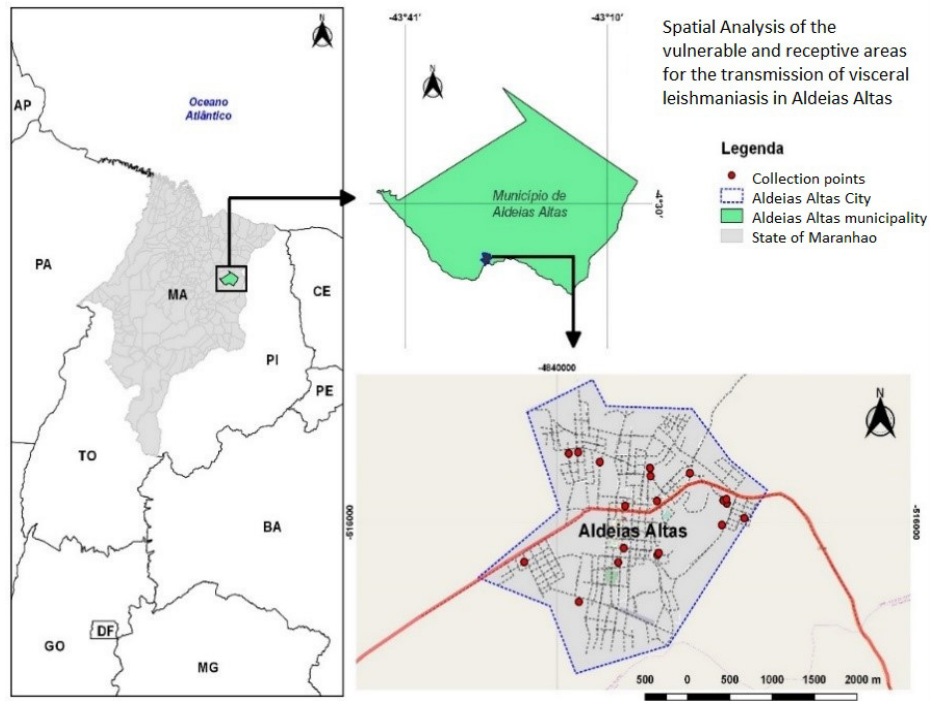 Spatial Analysis of the
vulnerable and receptive areas
for the transmission of visceral
leishmaniasis in Aldeias Altas
Legenda
Collection points
Aldeias Altas City
Aldeias Altas municipality
State of Maranhao
N
Oceano
Atlântico
AP
PA
MA
CE
PI
PE
TO
BA
GO
DF
MG
-43°41'
-43°10'
N
Município de
Aldeias Altas
-4°30'
-4840000
-516000
N
Aldeias Altas
-516000
500 0 500 1000 1500 2000 m